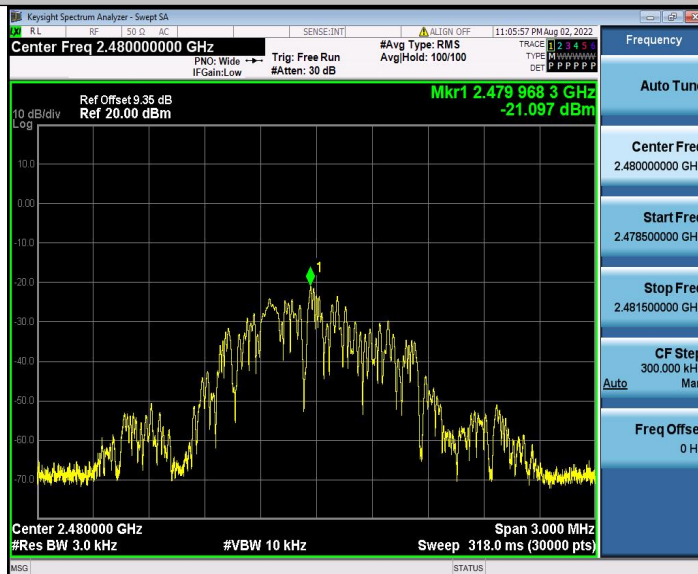 Keysight Spectrum Analyzer - Swept SA
LXI RL RF 50 Ω AC SENSE:INT ALIGN OFF 11:05:57 PM Aug 02, 2022
Center Freq 2.480000000 GHz
PNO: Wide
IFGain:Low
Trig: Free Run
#Atten: 30 dB
#Avg Type: RMS
Avg|Hold: 100/100
TRACE 1 2 3 4 5 6
TYPE M WWWWW
DET P P P P P P
Ref Offset 9.35 dB
10 dB/div Ref 20.00 dBm
Log
Mkr1 2.479 968 3 GHz
-21.097 dBm
10.0
0.00
-10.0
-20.0
-30.0
-40.0
-50.0
-60.0
-70.0
1
Center 2.480000 GHz Span 3.000 MHz
#Res BW 3.0 kHz #VBW 10 kHz Sweep 318.0 ms (30000 pts)
MSG STATUS
Frequency
Auto Tun
Center Fre
2.480000000 GH
Start Fre
2.478500000 GH
Stop Fre
2.481500000 GH
CF Step
300.000 kH
Auto Ma
Freq Offse
0 H